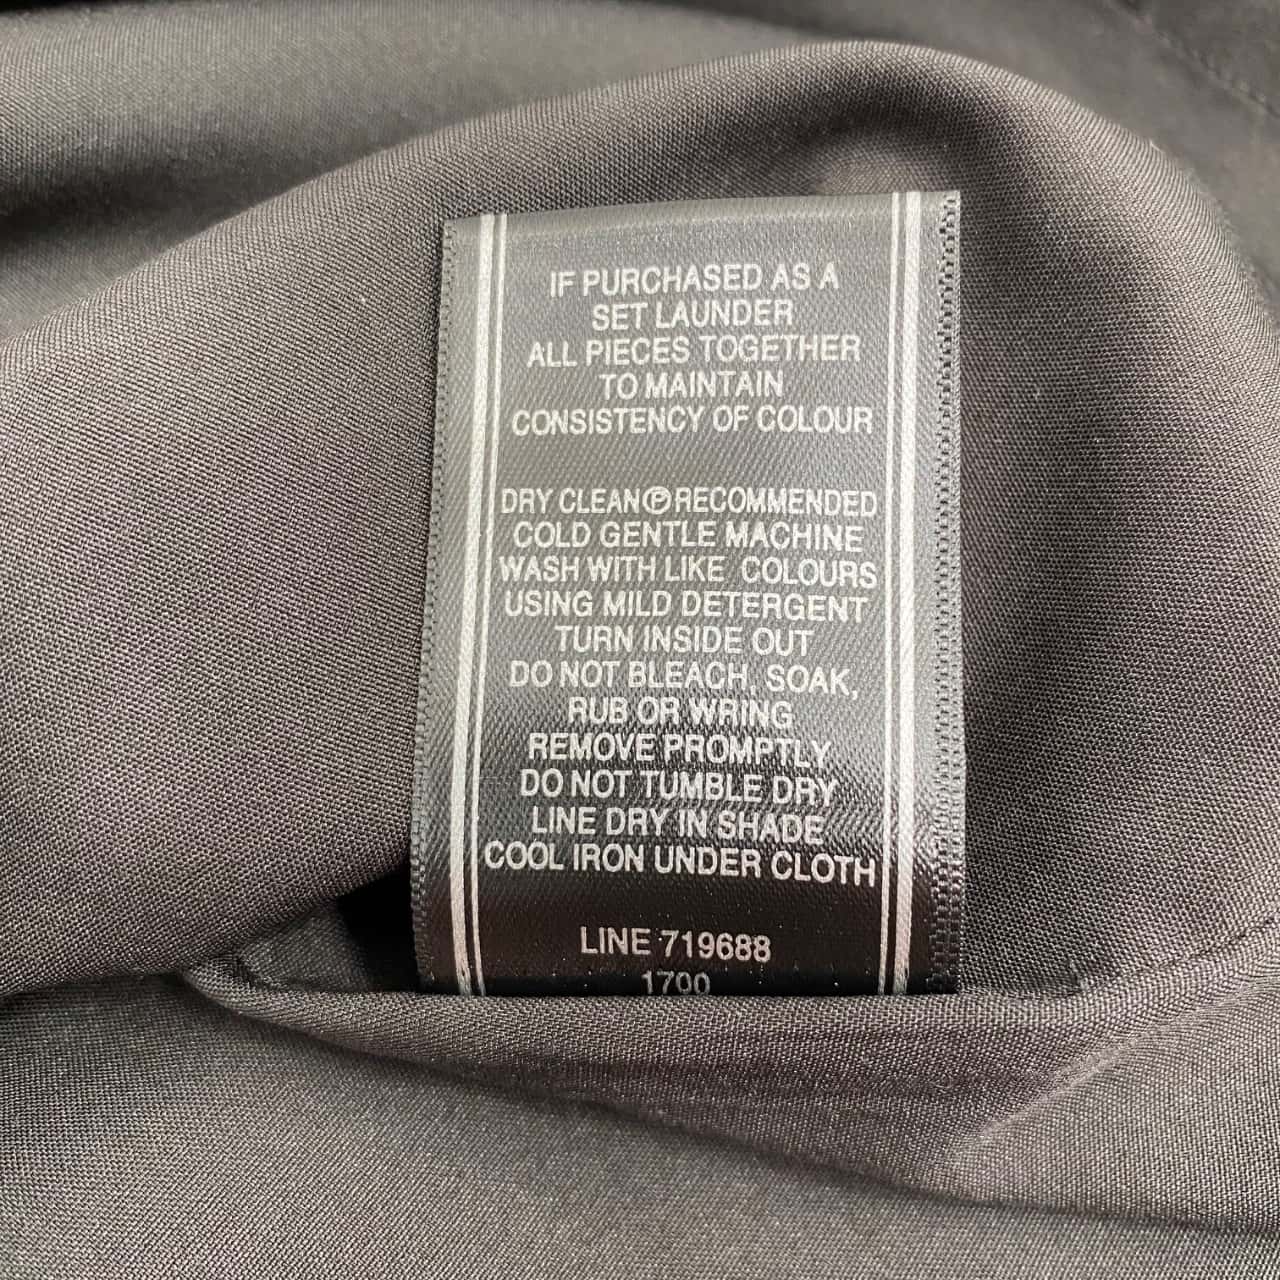 IF PURCHASED AS A
SET LAUNDER
ALL PIECES TOGETHER
TO MAINTAIN
CONSISTENCY OF COLOUR
DRY CLEAN Ⓟ RECOMMENDED
COLD GENTLE MACHINE
WASH WITH LIKE COLOURS
USING MILD DETERGENT
TURN INSIDE OUT
DO NOT BLEACH, SOAK,
RUB OR WRING
REMOVE PROMPTLY
DO NOT TUMBLE DRY
LINE DRY IN SHADE
COOL IRON UNDER CLOTH
LINE 719688
1700